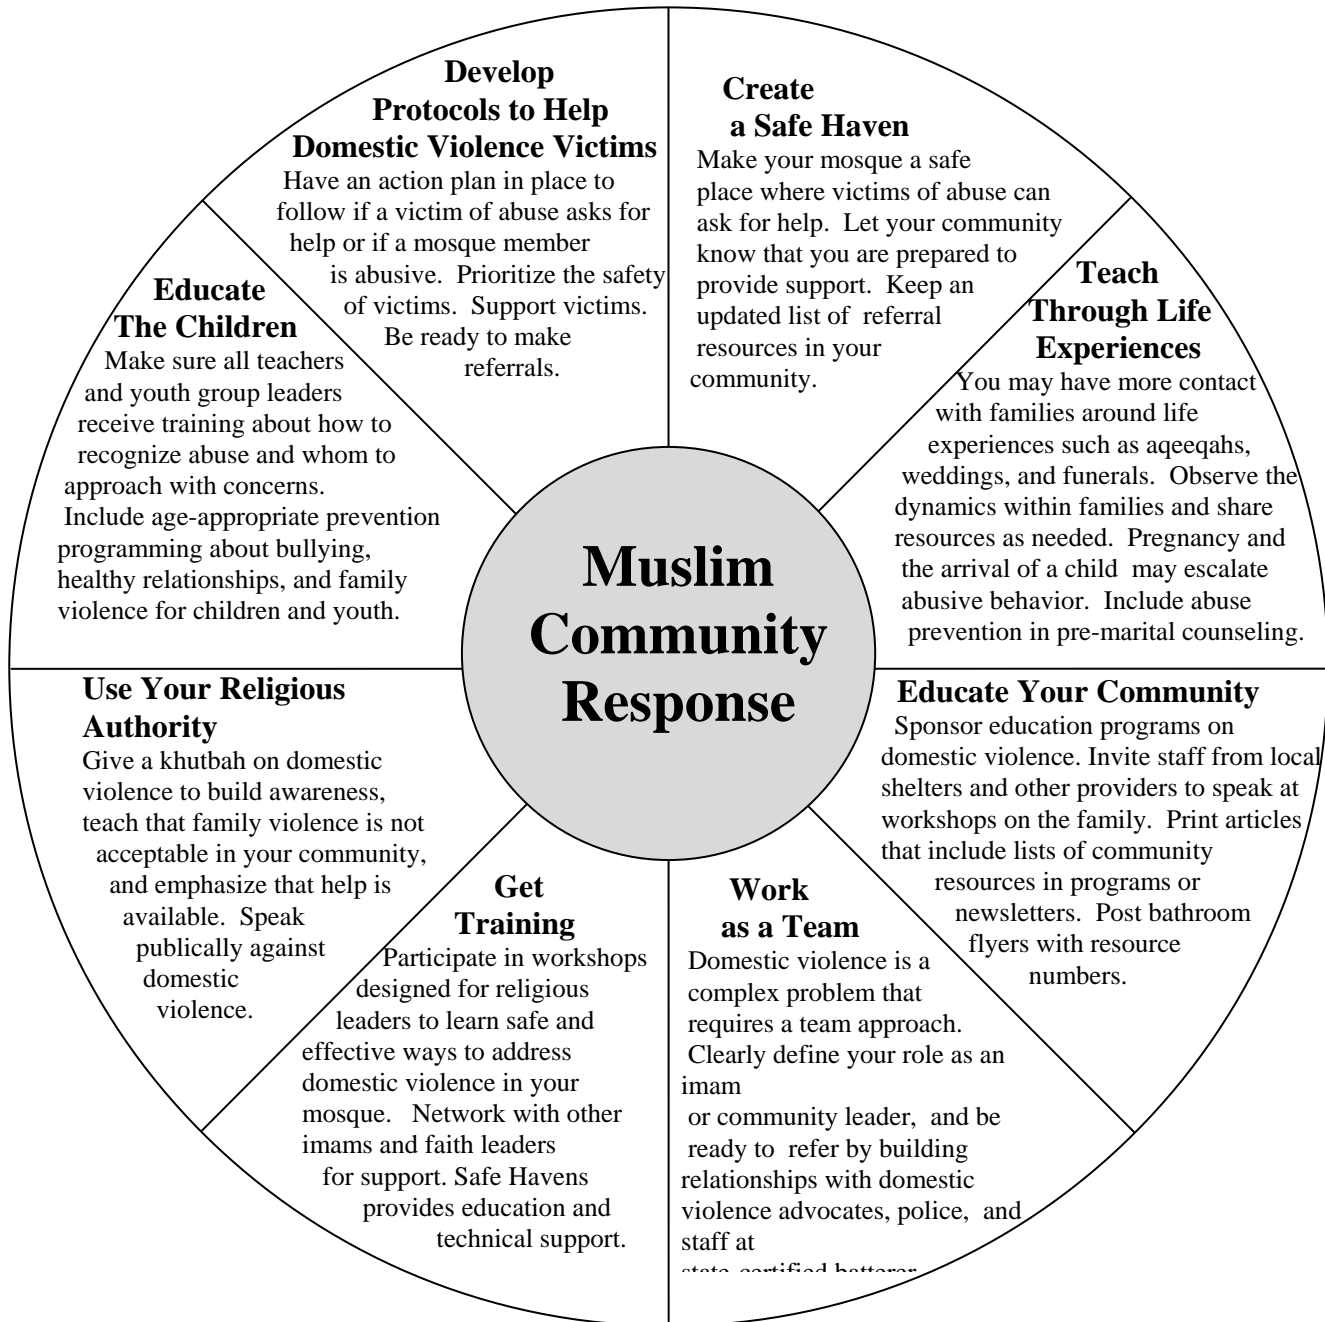 Develop
Protocols to Help
Domestic Violence Victims
Have an action plan in place to
follow if a victim of abuse asks for
help or if a mosque member
is abusive. Prioritize the safety
of victims. Support victims.
Be ready to make
referrals.
Create
a Safe Haven
Make your mosque a safe
place where victims of abuse can
ask for help. Let your community
know that you are prepared to
provide support. Keep an
updated list of referral
resources in your
community.
Teach
Through Life
Experiences
You may have more contact
with families around life
experiences such as aqeeqahs,
weddings, and funerals. Observe the
dynamics within families and share
resources as needed. Pregnancy and
the arrival of a child may escalate
abusive behavior. Include abuse
prevention in pre-marital counseling.
Educate Your Community
Sponsor education programs on
domestic violence. Invite staff from local
shelters and other providers to speak at
workshops on the family. Print articles
that include lists of community
resources in programs or
newsletters. Post bathroom
flyers with resource
numbers.
Work
as a Team
Domestic violence is a
complex problem that
requires a team approach.
Clearly define your role as an
imam
or community leader, and be
ready to refer by building
relationships with domestic
violence advocates, police, and
staff at
state-certified batterer
Get
Training
Participate in workshops
designed for religious
leaders to learn safe and
effective ways to address
domestic violence in your
mosque. Network with other
imams and faith leaders
for support. Safe Havens
provides education and
technical support.
Use Your Religious
Authority
Give a khutbah on domestic
violence to build awareness,
teach that family violence is not
acceptable in your community,
and emphasize that help is
available. Speak
publically against
domestic
violence.
Educate
The Children
Make sure all teachers
and youth group leaders
receive training about how to
recognize abuse and whom to
approach with concerns.
Include age-appropriate prevention
programming about bullying,
healthy relationships, and family
violence for children and youth.
Muslim
Community
Response